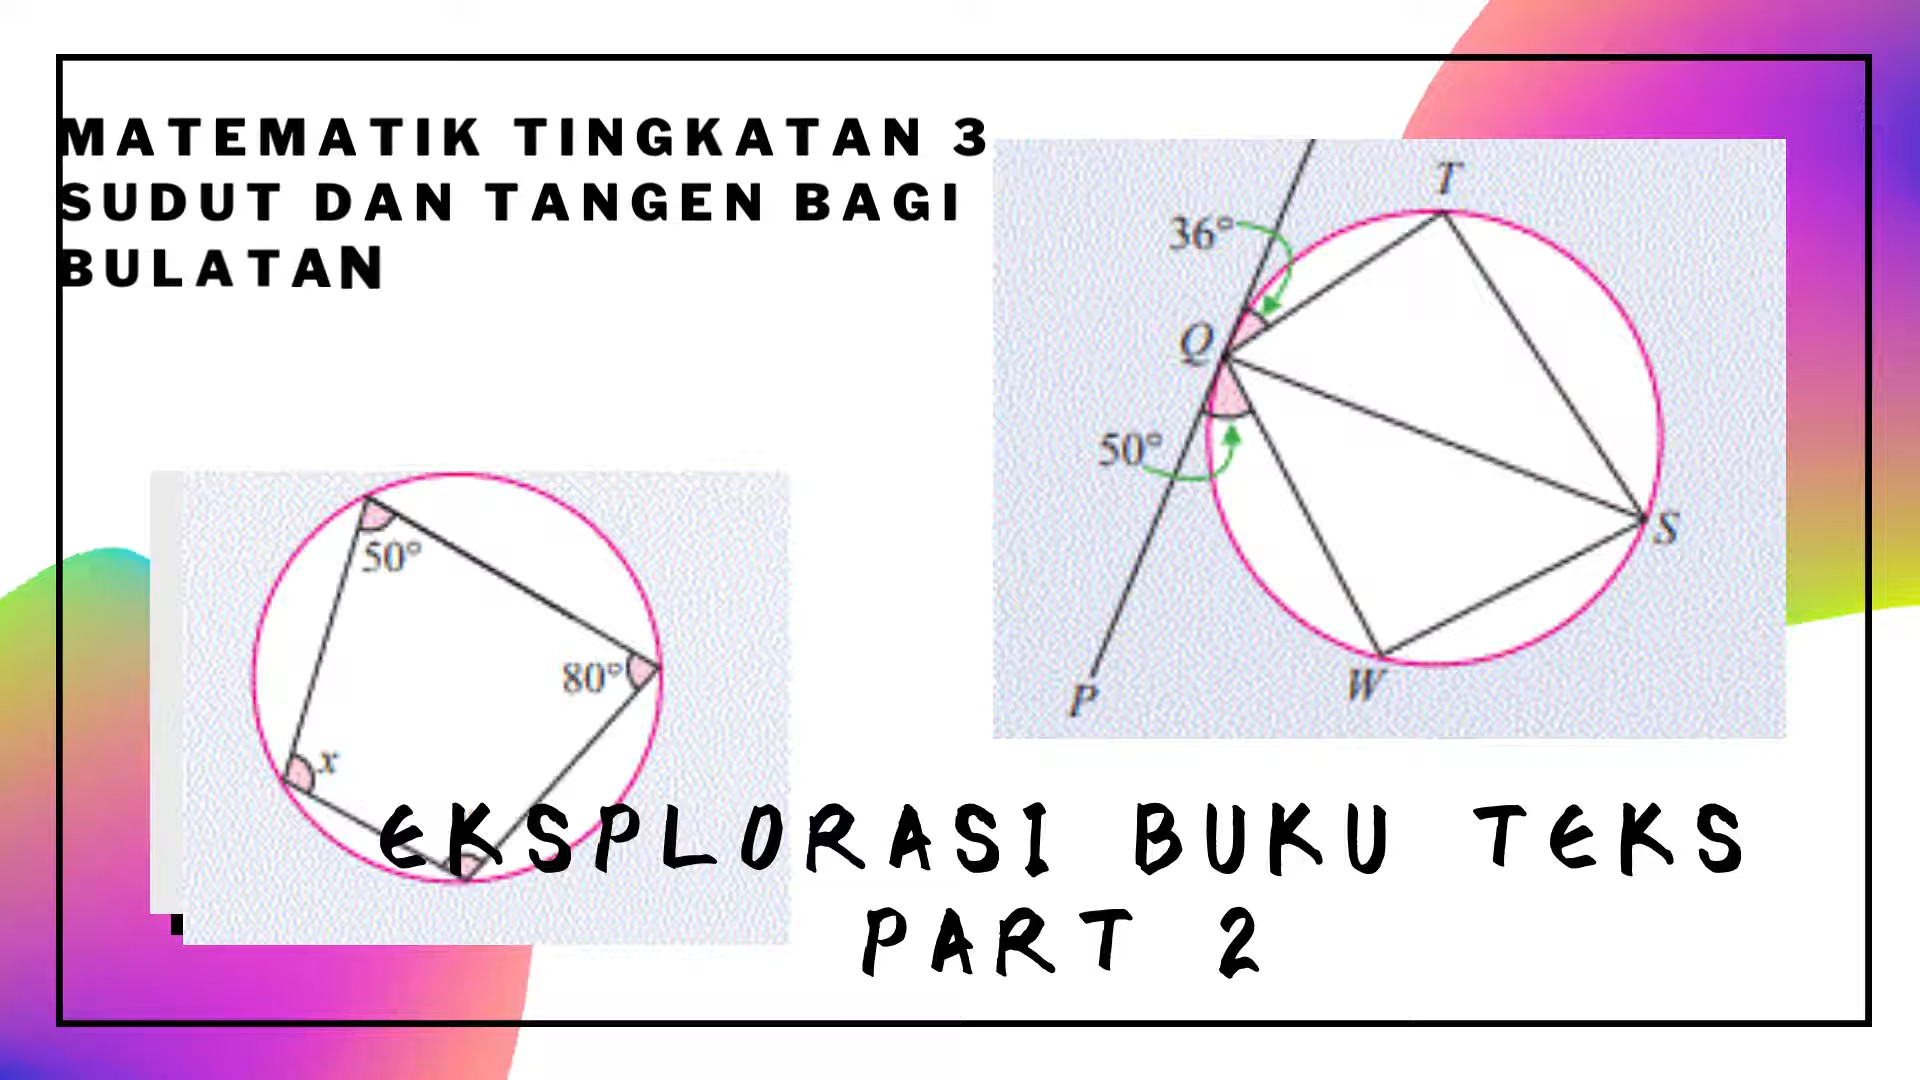 MATEMATIK TINGKATAN 3
SUDUT DAN TANGEN BAGI
BULATAN
T
36°
Q
50°
S
W
P
50°
80°
x
EKSPLORASI BUKU TEKS
PART 2